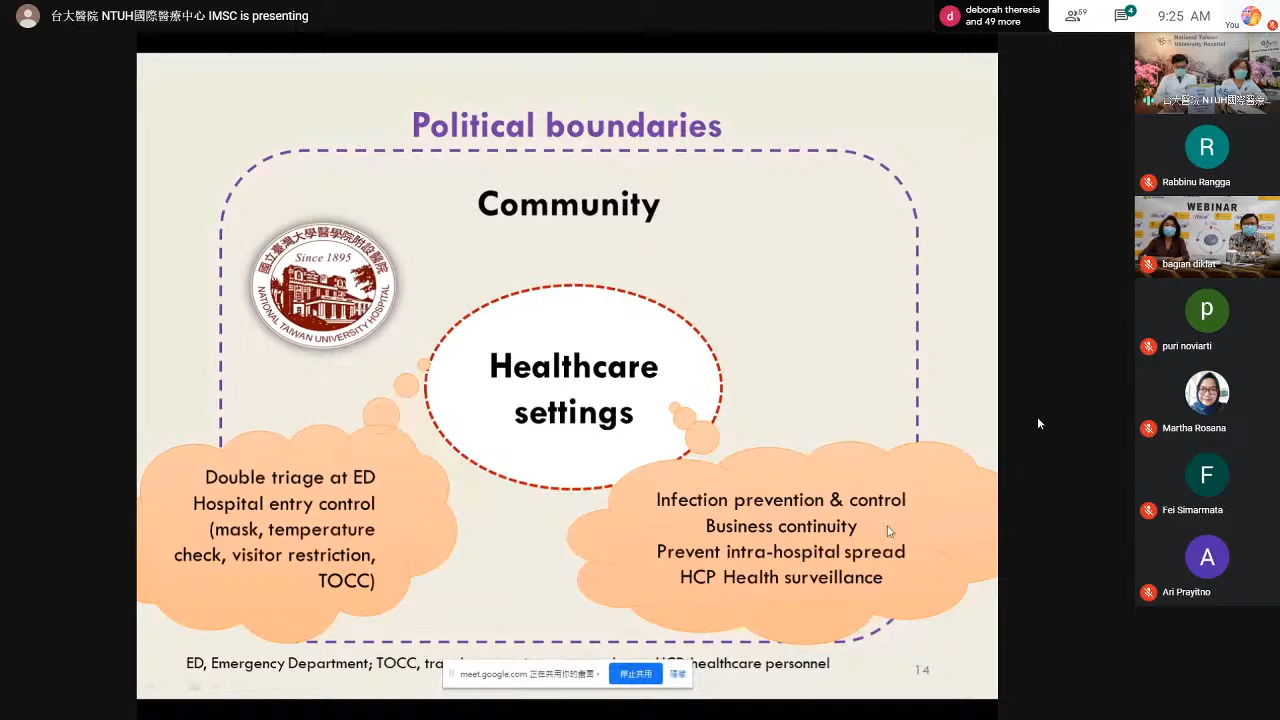 台大醫院 NTUH國際醫療中心 IMSC is presenting
deborah theresia
and 49 more
59
4
9:25 AM
You
Political boundaries
Community
國立臺灣大學醫學院附設醫院
Since 1895
NATIONAL TAIWAN UNIVERSITY HOSPITAL
Healthcare
settings
Double triage at ED
Hospital entry control
(mask, temperature
check, visitor restriction,
TOCC)
Infection prevention & control
Business continuity
Prevent intra-hospital spread
HCP Health surveillance
ED, Emergency Department; TOCC, healthcare personnel
14
meet.google.com 正在共用你的畫面。
停止共用
隱藏
National Taiwan
University Hospital
台大醫院 NTUH國際醫療...
R
Rabbinu Rangga
WEBINAR
bagian diklat
p
puri noviarti
Martha Rosana
F
Fei Simarmata
A
Ari Prayitno